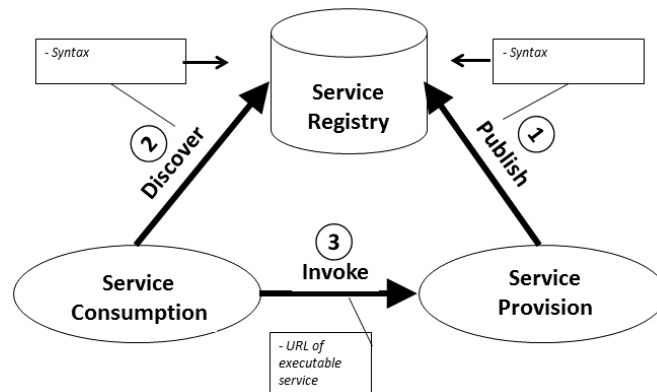 - Syntax
- Syntax
Service
Registry
2
Discover
1
Publish
3
Invoke
Service
Consumption
Service
Provision
- URL of
executable
service